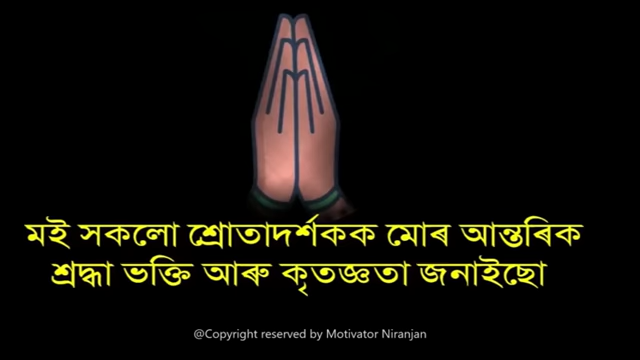 মই সকলো শ্ৰোতাদৰ্শকক মোৰ আন্তৰিক
শ্ৰদ্ধা ভক্তি আৰু কৃতজ্ঞতা জনাইছো
@Copyright reserved by Motivator Niranjan